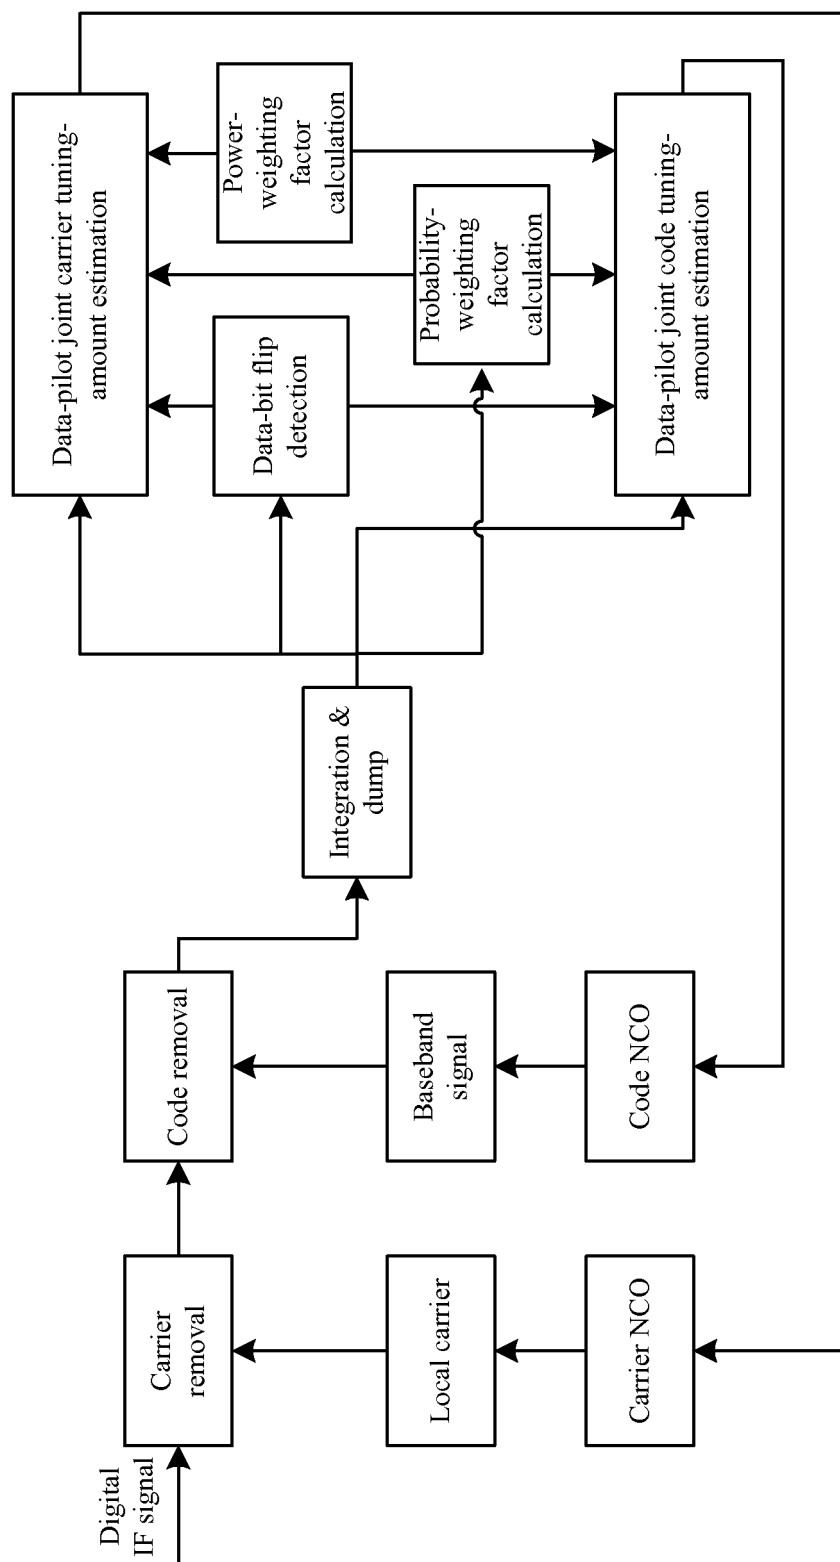 Digital
IF signal
Carrier
removal
Code removal
Integration &
dump
Local carrier
Baseband
signal
Carrier NCO
Code NCO
Data-pilot joint carrier tuning-
amount estimation
Data-bit flip
detection
Power-
weighting
factor
calculation
Probability-
weighting
factor
calculation
Data-pilot joint code tuning-
amount estimation